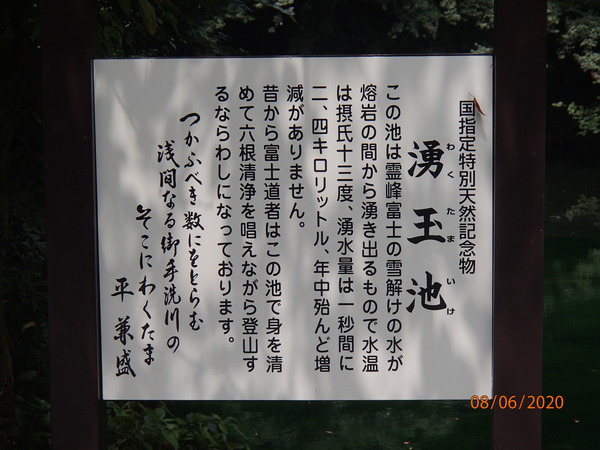 国指定特別天然記念物
湧玉池
わくたまいけ
この池は霊峰富士の雪解けの水が
熔岩の間から湧き出るもので水温
は摂氏十三度、湧水量は一秒間に
二、四キロリットル、年中殆んど増
減がありません。
昔から富士道者はこの池で身を清
めて六根清浄を唱えながら登山す
るならわしになっております。
つかふべき数にをとらむ
浅間なる御手洗川の
そこにわくたま
平兼盛
08/06/2020